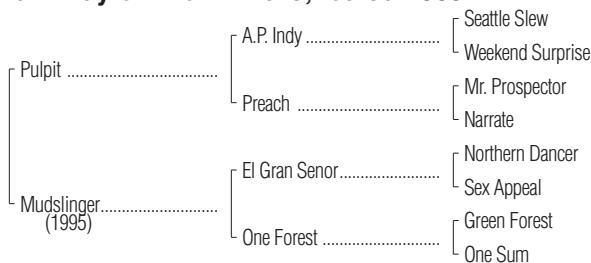 Seattle Slew
A.P. Indy
Weekend Surprise
Pulpit
Mr. Prospector
Preach
Narrate
Northern Dancer
El Gran Senor
Sex Appeal
Mudslinger
(1995)
Green Forest
One Forest
One Sum